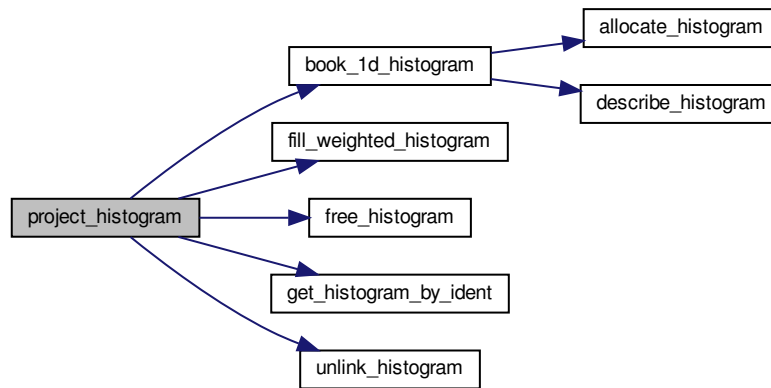 project_histogram
book_1d_histogram
fill_weighted_histogram
free_histogram
get_histogram_by_ident
unlink_histogram
allocate_histogram
describe_histogram